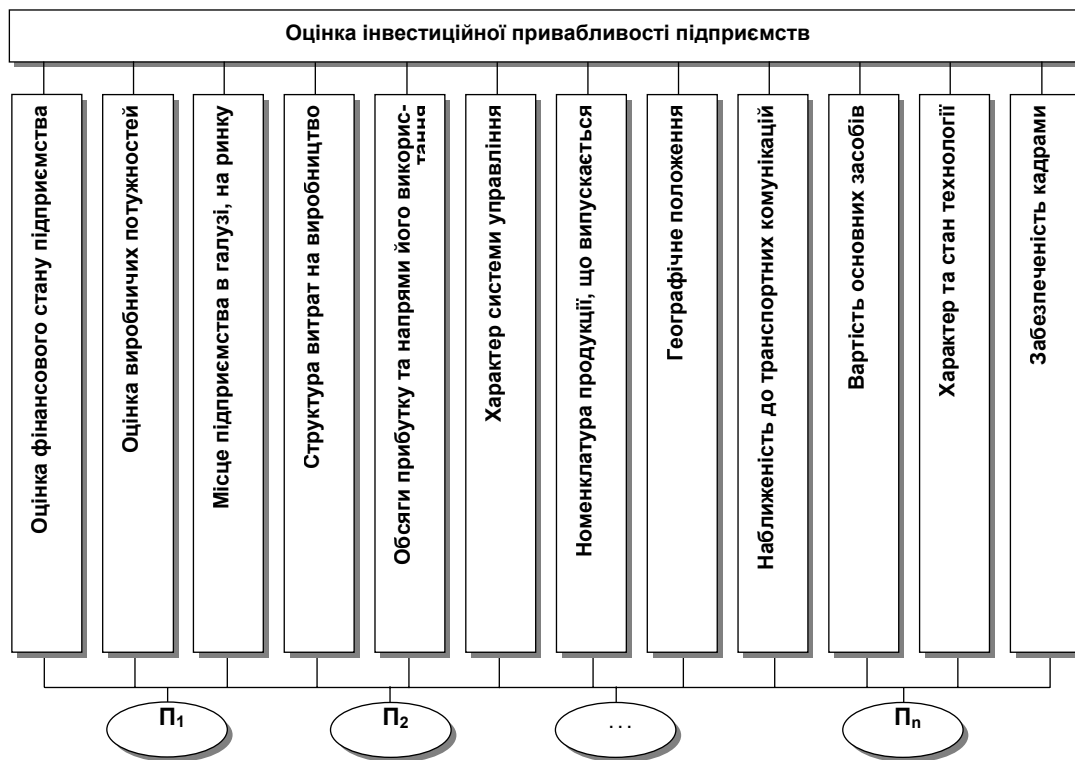 Оцінка інвестиційної привабливості підприємств
Оцінка фінансового стану підприємства
Оцінка виробничих потужностей
Місце підприємства в галузі, на ринку
Структура витрат на виробництво
Обсяги прибутку та напрями його викорис-
тання
Характер системи управління
Номенклатура продукції, що випускається
Географічне положення
Наближеність до транспортних комунікацій
Вартість основних засобів
Характер та стан технології
Забезпеченість кадрами
П₁
П₂
...
Пₙ